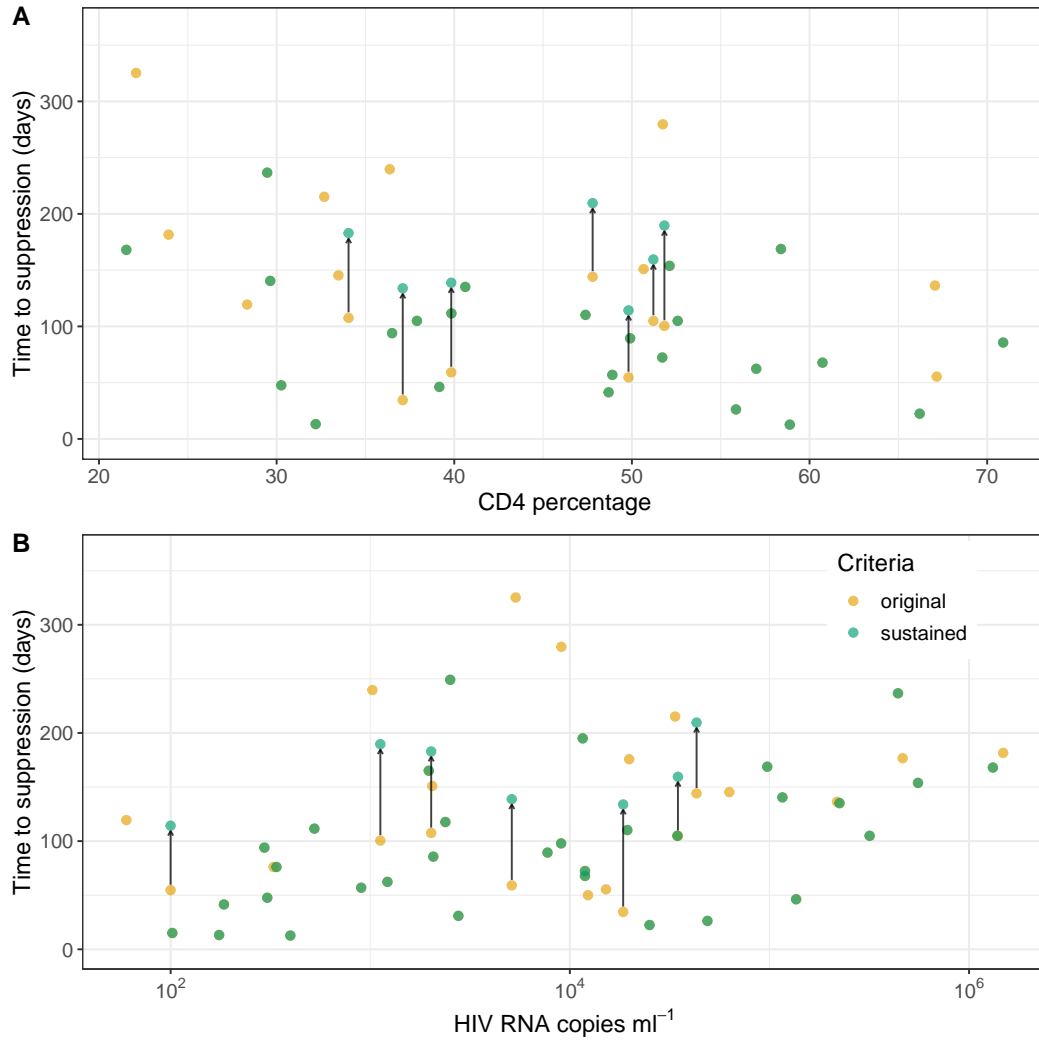 A
Time to suppression (days)
300
200
100
0
20 30 40 50 60 70
CD4 percentage
B
Time to suppression (days)
300
200
100
0
Criteria
original
sustained
10² 10⁴ 10⁶
HIV RNA copies ml⁻¹